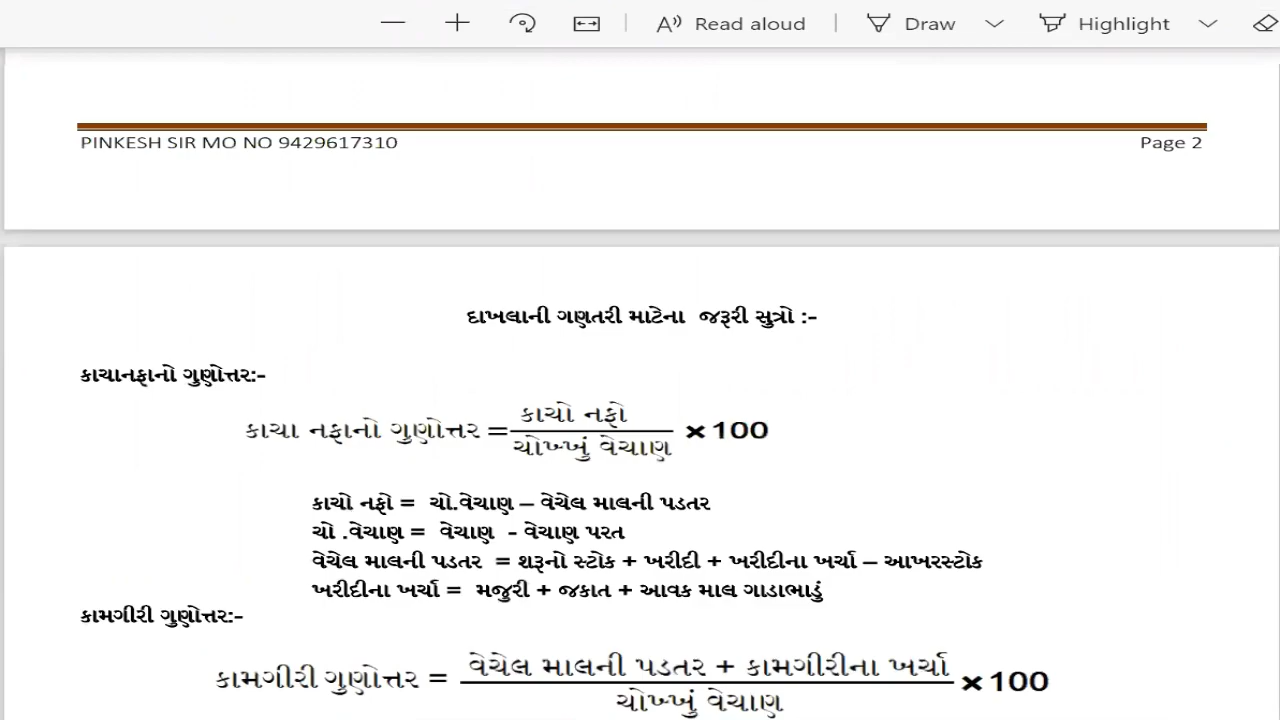 Read aloud Draw Highlight
PINKESH SIR MO NO 9429617310 Page 2
દાખલાની ગણતરી માટેના જરૂરી સુત્રો :-
કાચાનફાનો ગુણોત્તર:-
કાચા નફાનો ગુણોત્તર = કાચો નફો / ચોખ્ખું વેચાણ × 100
કાચો નફો = ચો.વેચાણ – વેચેલ માલની પડતર
ચો .વેચાણ = વેચાણ - વેચાણ પરત
વેચેલ માલની પડતર = શરૂનો સ્ટોક + ખરીદી + ખરીદીના ખર્ચા – આખરસ્ટોક
ખરીદીના ખર્ચા = મજુરી + જકાત + આવક માલ ગાડાભાડું
કામગીરી ગુણોત્તર:-
કામગીરી ગુણોત્તર = વેચેલ માલની પડતર + કામગીરીના ખર્ચા / ચોખ્ખું વેચાણ × 100